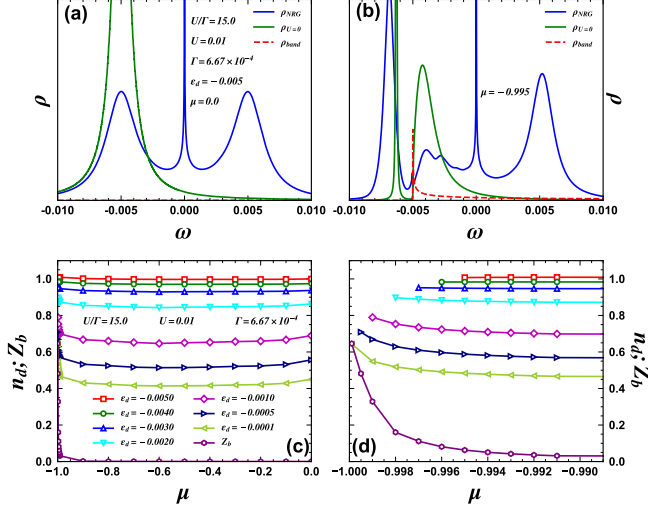 (a)
U/Γ = 15.0
U = 0.01
Γ = 6.67 × 10⁻⁴
ε_d = −0.005
μ = 0.0
ρ_NRG
ρ_U=0
ρ
-0.010 -0.005 0.000 0.005 0.010
ω
(b)
μ = −0.995
ρ_NRG
ρ_U=0
ρ_band
ρ
-0.010 -0.005 0.000 0.005 0.010
ω
1.0
0.8
0.6
0.4
0.2
0.0
n_d; Z_b
U/Γ = 15.0 U = 0.01 Γ = 6.67 × 10⁻⁴
ε_d = −0.0050
ε_d = −0.0040
ε_d = −0.0030
ε_d = −0.0020
ε_d = −0.0010
ε_d = −0.0005
ε_d = −0.0001
Z_b
(c)
−1.0 −0.8 −0.6 −0.4 −0.2 0.0
μ
(d)
1.0
0.8
0.6
0.4
0.2
0.0
n_d; Z_b
−1.000 −0.998 −0.996 −0.994 −0.992 −0.990
μ